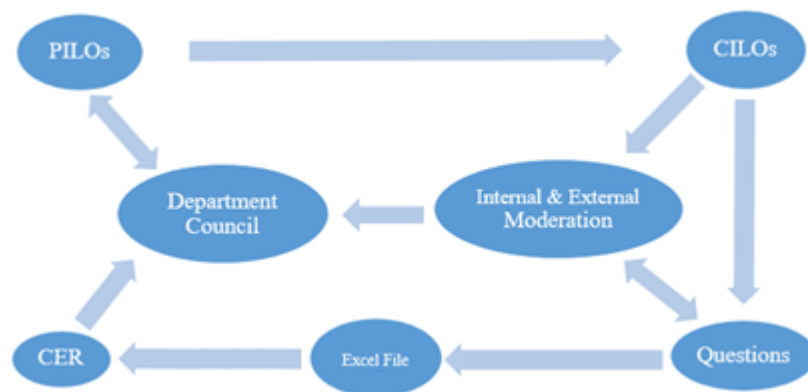 PILOs
CILOs
Department
Council
Internal & External
Moderation
CER
Excel File
Questions